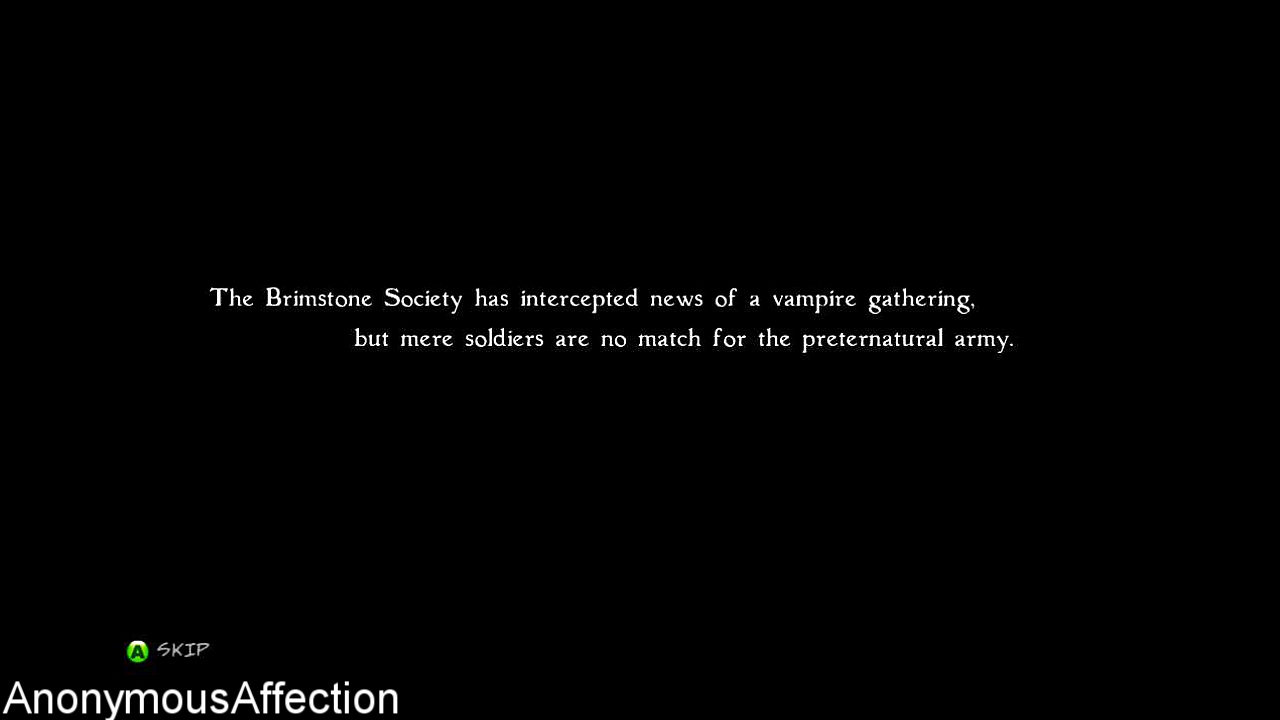 The Brimstone Society has intercepted news of a vampire gathering,
but mere soldiers are no match for the preternatural army.
A SKIP
AnonymousAffection